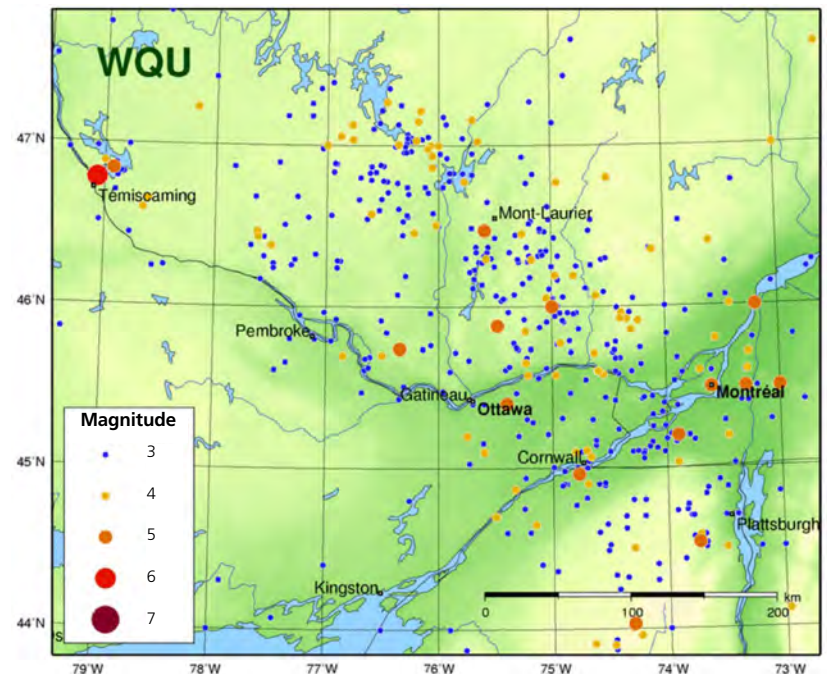 WQU
47°N
Témiscaming
Mont-Laurier
46°N
Pembroke
Gatineau
Ottawa
Montréal
45°N
Cornwall
Plattsburgh
Kingston
44°N
Magnitude
3
4
5
6
7
km
0
100
200
79°W
78°W
77°W
76°W
75°W
74°W
73°W